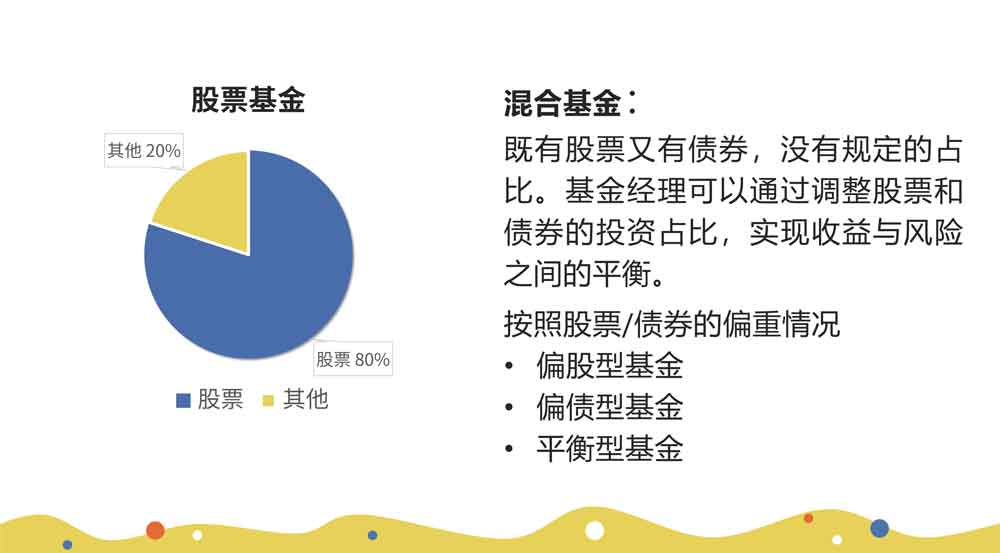 股票基金
其他 20%
股票 80%
股票 其他
混合基金：
既有股票又有债券，没有规定的占
比。基金经理可以通过调整股票和
债券的投资占比，实现收益与风险
之间的平衡。
按照股票/债券的偏重情况
• 偏股型基金
• 偏债型基金
• 平衡型基金